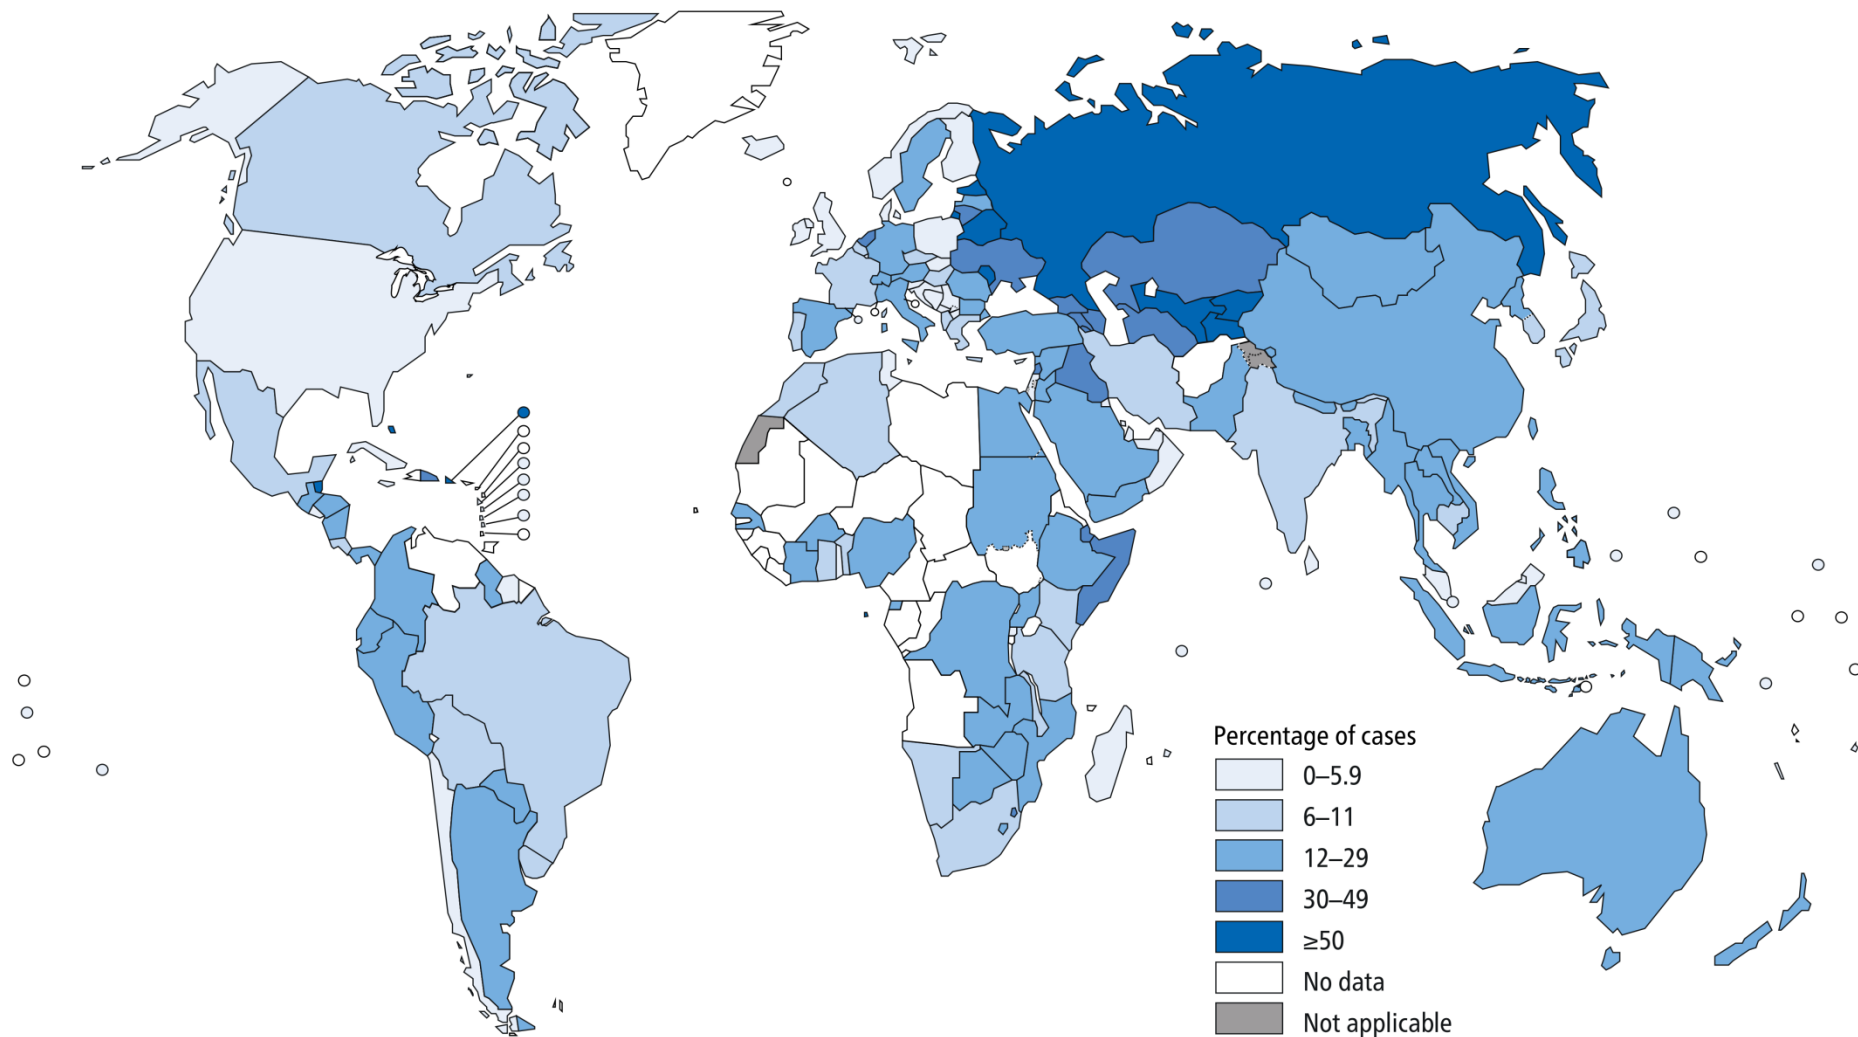 Percentage of cases
0–5.9
6–11
12–29
30–49
≥50
No data
Not applicable